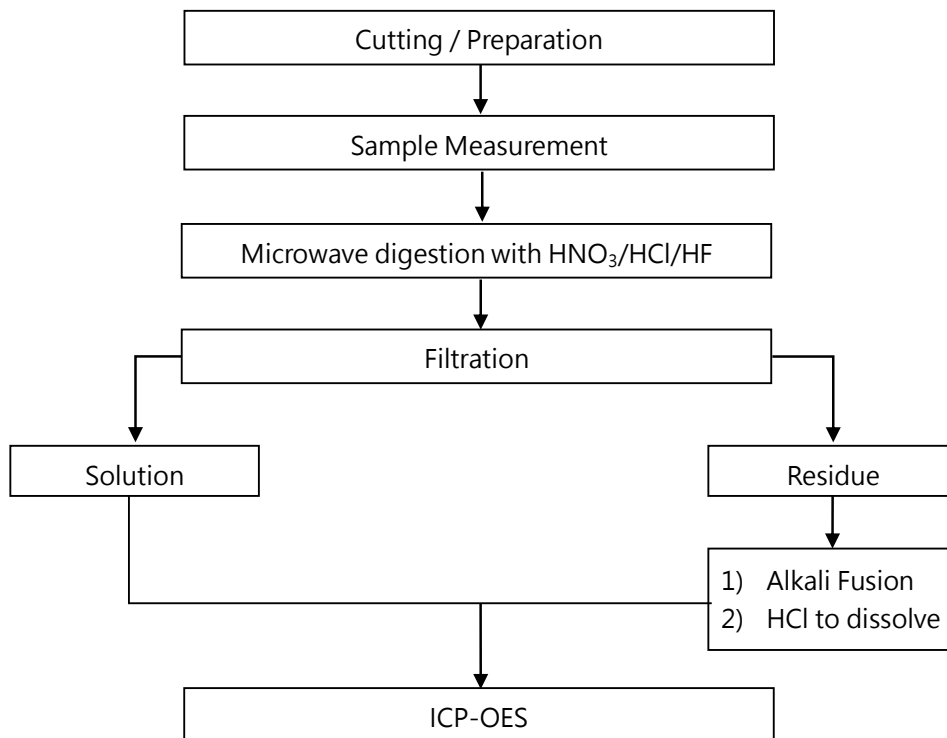 Cutting / Preparation
Sample Measurement
Microwave digestion with HNO₃/HCl/HF
Filtration
Solution
Residue
1) Alkali Fusion
2) HCl to dissolve
ICP-OES